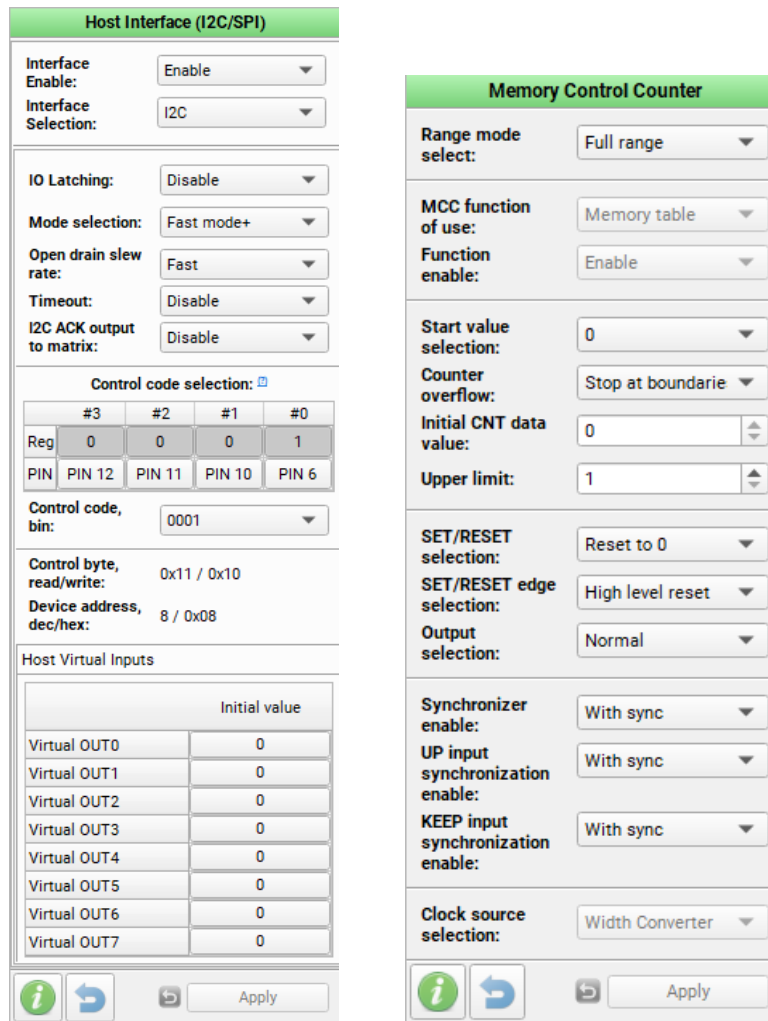 Host Interface (I2C/SPI)
Interface
Enable:
Enable
Interface
Selection:
I2C
IO Latching:
Disable
Mode selection:
Fast mode+
Open drain slew
rate:
Fast
Timeout:
Disable
I2C ACK output
to matrix:
Disable
Control code selection: [?]
#3 #2 #1 #0
Reg 0 0 0 1
PIN PIN 12 PIN 11 PIN 10 PIN 6
Control code,
bin:
0001
Control byte,
read/write:
0x11 / 0x10
Device address,
dec/hex:
8 / 0x08
Host Virtual Inputs
Initial value
Virtual OUT0 0
Virtual OUT1 0
Virtual OUT2 0
Virtual OUT3 0
Virtual OUT4 0
Virtual OUT5 0
Virtual OUT6 0
Virtual OUT7 0
i
Apply
Memory Control Counter
Range mode
select:
Full range
MCC function
of use:
Memory table
Function
enable:
Enable
Start value
selection:
0
Counter
overflow:
Stop at boundarie
Initial CNT data
value:
0
Upper limit:
1
SET/RESET
selection:
Reset to 0
SET/RESET edge
selection:
High level reset
Output
selection:
Normal
Synchronizer
enable:
With sync
UP input
synchronization
enable:
With sync
KEEP input
synchronization
enable:
With sync
Clock source
selection:
Width Converter
i
Apply